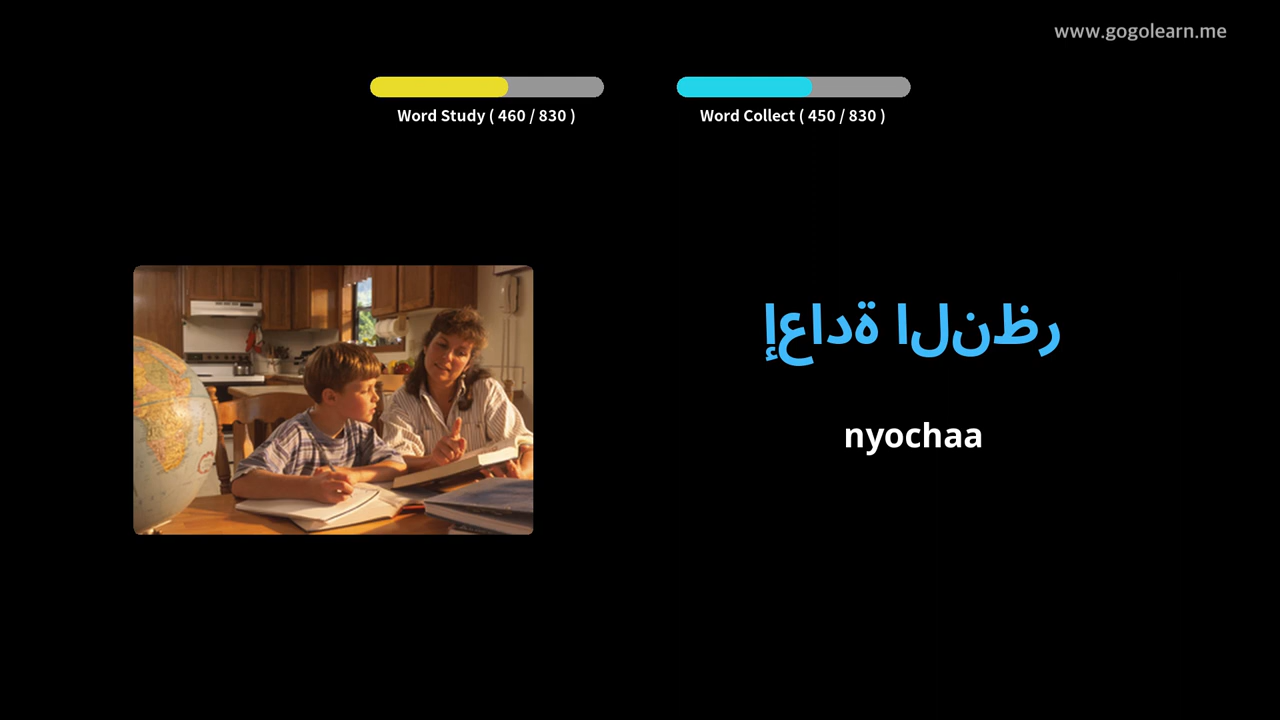 www.gogolearn.me
Word Study ( 460 / 830 )
Word Collect ( 450 / 830 )
إعادة النظر
nyochaa